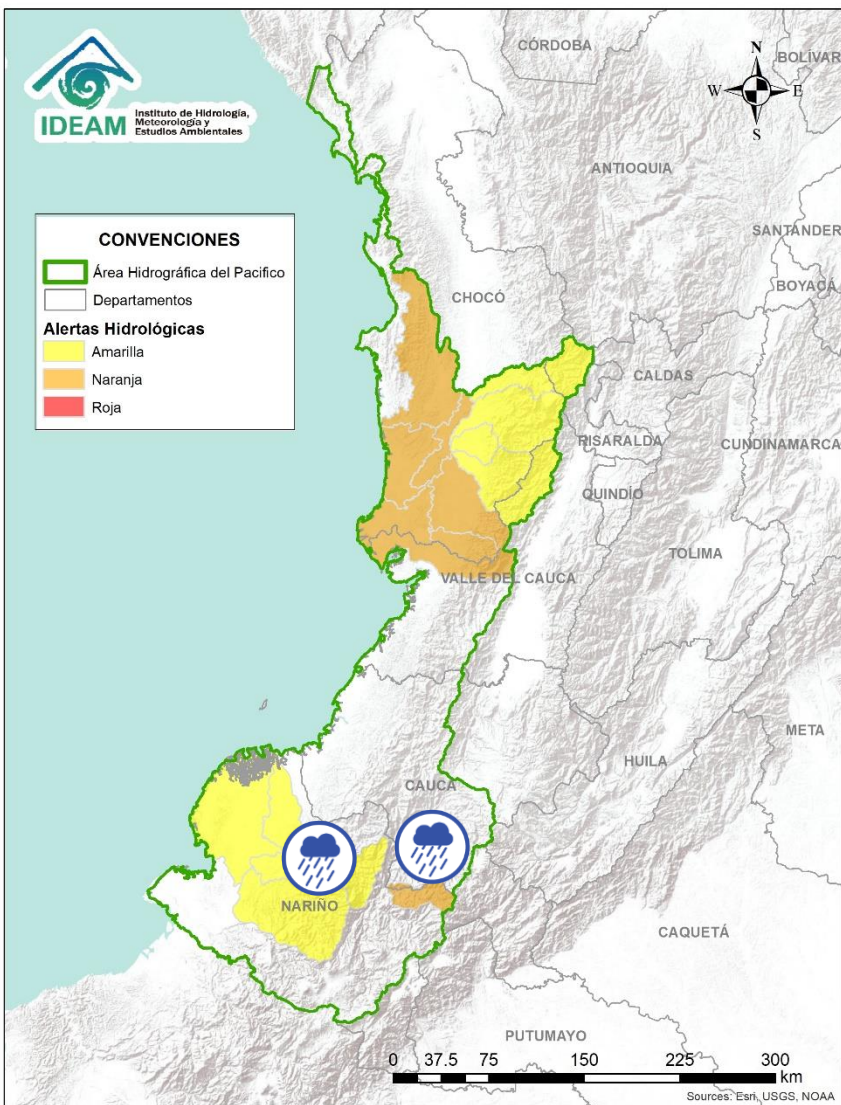 IDEAM
Instituto de Hidrología,
Meteorología y
Estudios Ambientales
N
W
E
S
CÓRDOBA
BOLÍVAR
ANTIOQUIA
SANTANDER
BOYACÁ
CHOCÓ
CALDAS
RISARALDA
CUNDINAMARCA
QUINDÍO
TOLIMA
VALLE DEL CAUCA
META
HUILA
CAUCA
NARIÑO
CAQUETÁ
PUTUMAYO
CONVENCIONES
Área Hidrográfica del Pacifico
Departamentos
Alertas Hidrológicas
Amarilla
Naranja
Roja
0 37.5 75 150 225 300
km
Sources: Esri, USGS, NOAA